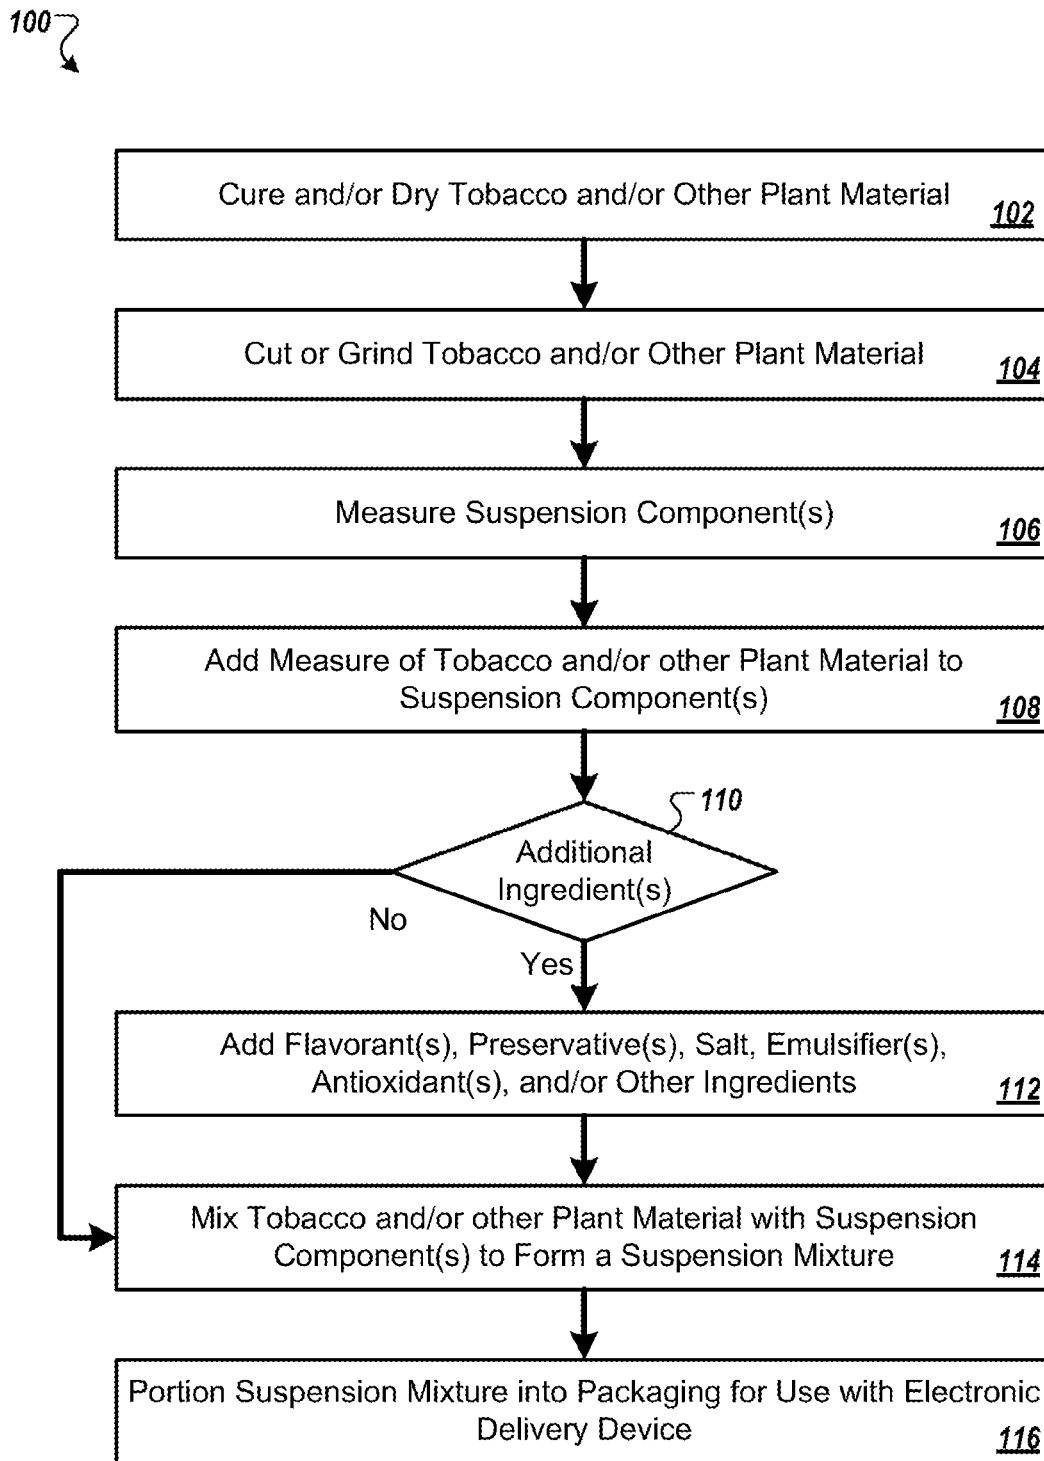 100
Cure and/or Dry Tobacco and/or Other Plant Material
102
Cut or Grind Tobacco and/or Other Plant Material
104
Measure Suspension Component(s)
106
Add Measure of Tobacco and/or other Plant Material to
Suspension Component(s)
108
110
Additional
Ingredient(s)
No
Yes
Add Flavorant(s), Preservative(s), Salt, Emulsifier(s),
Antioxidant(s), and/or Other Ingredients
112
Mix Tobacco and/or other Plant Material with Suspension
Component(s) to Form a Suspension Mixture
114
Portion Suspension Mixture into Packaging for Use with Electronic
Delivery Device
116